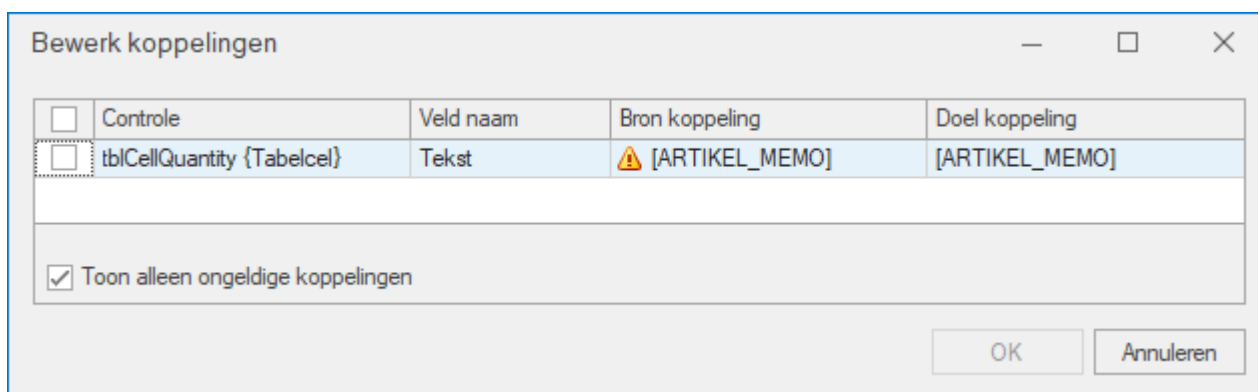 Bewerk koppelingen
Controle Veld naam Bron koppeling Doel koppeling
tblCellQuantity {Tabelcel} Tekst [ARTIKEL_MEMO] [ARTIKEL_MEMO]
Toon alleen ongeldige koppelingen
OK Annuleren